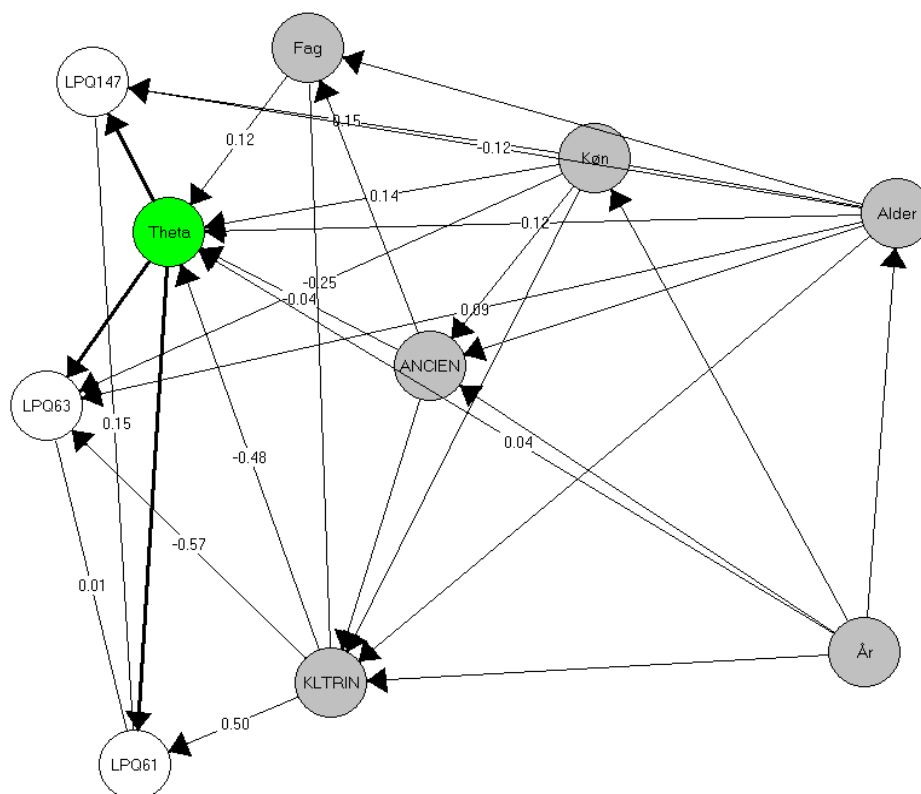 Fag
LPQ147
0.15
-0.12
Køn
0.12
0.14
Alder
Theta
0.12
-0.25
-0.04
0.09
ANCIEN
LPQ63
0.15
0.04
-0.48
-0.57
0.01
År
KLTRIN
0.50
LPQ61